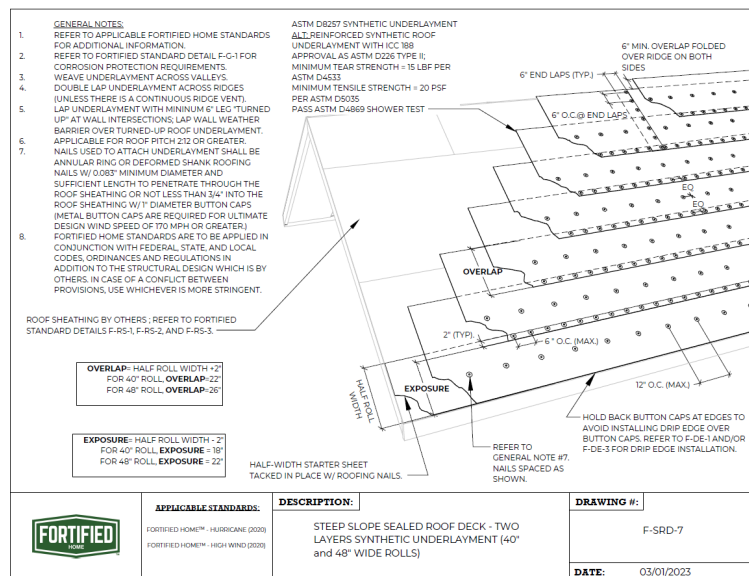 GENERAL NOTES:
1. REFER TO APPLICABLE FORTIFIED HOME STANDARDS
FOR ADDITIONAL INFORMATION.
2. REFER TO FORTIFIED STANDARD DETAIL F-G-1 FOR
CORROSION PROTECTION REQUIREMENTS.
3. WEAVE UNDERLAYMENT ACROSS VALLEYS.
4. DOUBLE LAP UNDERLAYMENT ACROSS RIDGES
(UNLESS THERE IS A CONTINUOUS RIDGE VENT).
5. LAP UNDERLAYMENT WITH MINIMUM 6" LEG "TURNED
UP" AT WALL INTERSECTIONS; LAP WALL WEATHER
BARRIER OVER TURNED-UP ROOF UNDERLAYMENT.
6. APPLICABLE FOR ROOF PITCH 2:12 OR GREATER.
7. NAILS USED TO ATTACH UNDERLAYMENT SHALL BE
ANNULAR RING OR DEFORMED SHANK ROOFING
NAILS W/ 0.083" MINIMUM DIAMETER AND
SUFFICIENT LENGTH TO PENETRATE THROUGH THE
ROOF SHEATHING OR NOT LESS THAN 3/4" INTO THE
ROOF SHEATHING W/ 1" DIAMETER BUTTON CAPS
(METAL BUTTON CAPS ARE REQUIRED FOR ULTIMATE
DESIGN WIND SPEED OF 170 MPH OR GREATER.)
8. FORTIFIED HOME STANDARDS ARE TO BE APPLIED IN
CONJUNCTION WITH FEDERAL, STATE, AND LOCAL
CODES, ORDINANCES AND REGULATIONS IN
ADDITION TO THE STRUCTURAL DESIGN WHICH IS BY
OTHERS. IN CASE OF A CONFLICT BETWEEN
PROVISIONS, USE WHICHEVER IS MORE STRINGENT.
ASTM D8257 SYNTHETIC UNDERLAYMENT
ALT: REINFORCED SYNTHETIC ROOF
UNDERLAYMENT WITH ICC 188
APPROVAL AS ASTM D226 TYPE II;
MINIMUM TEAR STRENGTH = 15 LBF PER
ASTM D4533
MINIMUM TENSILE STRENGTH = 20 PSF
PER ASTM D5035
PASS ASTM D4869 SHOWER TEST
6" MIN. OVERLAP FOLDED
OVER RIDGE ON BOTH
SIDES
6" END LAPS (TYP.)
6" O.C.@ END LAPS
EQ
EQ
OVERLAP
2" (TYP).
6 " O.C. (MAX.)
12" O.C. (MAX.)
EXPOSURE
HALF ROLL
WIDTH
ROOF SHEATHING BY OTHERS ; REFER TO FORTIFIED
STANDARD DETAILS F-RS-1, F-RS-2, AND F-RS-3.
OVERLAP= HALF ROLL WIDTH +2"
FOR 40" ROLL, OVERLAP=22"
FOR 48" ROLL, OVERLAP=26"
EXPOSURE= HALF ROLL WIDTH - 2"
FOR 40" ROLL, EXPOSURE = 18"
FOR 48" ROLL, EXPOSURE = 22"
HALF-WIDTH STARTER SHEET
TACKED IN PLACE W/ ROOFING NAILS.
REFER TO
GENERAL NOTE #7.
NAILS SPACED AS
SHOWN.
HOLD BACK BUTTON CAPS AT EDGES TO
AVOID INSTALLING DRIP EDGE OVER
BUTTON CAPS. REFER TO F-DE-1 AND/OR
F-DE-3 FOR DRIP EDGE INSTALLATION.
FORTIFIED
HOME
APPLICABLE STANDARDS:
FORTIFIED HOME™ - HURRICANE (2020)
FORTIFIED HOME™ - HIGH WIND (2020)
DESCRIPTION:
STEEP SLOPE SEALED ROOF DECK - TWO
LAYERS SYNTHETIC UNDERLAYMENT (40"
and 48" WIDE ROLLS)
DRAWING #:
F-SRD-7
DATE: 03/01/2023